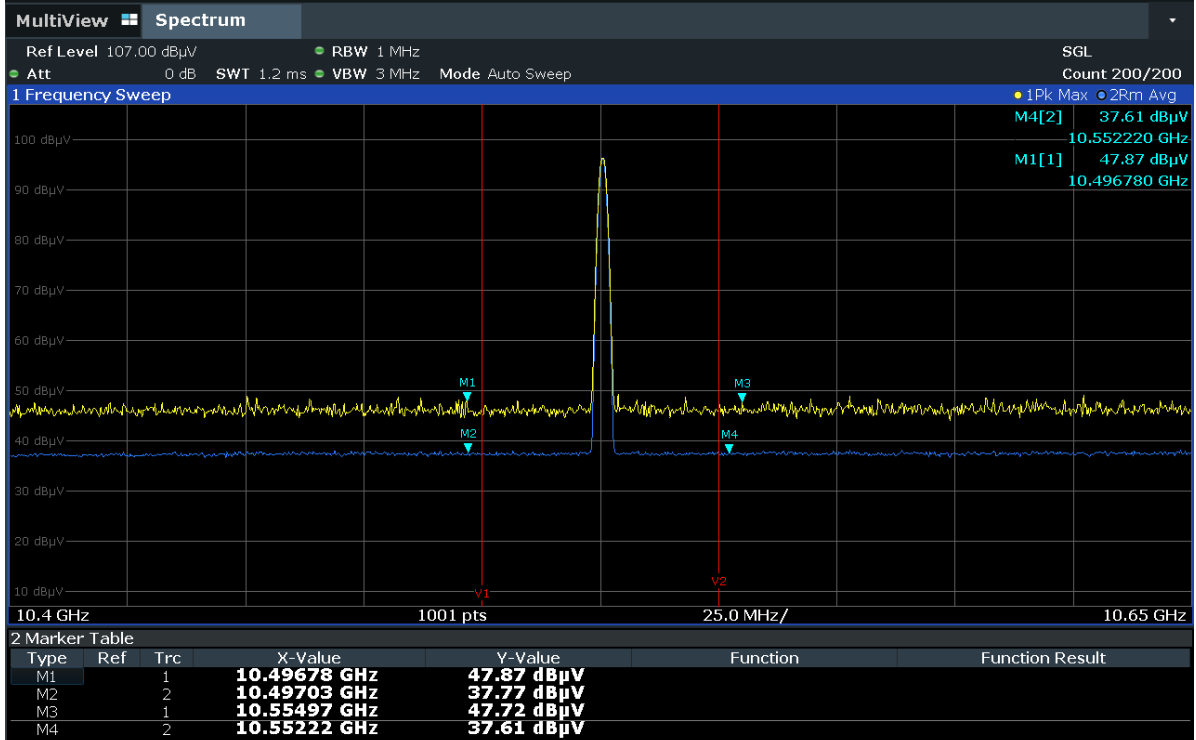 MultiView Spectrum
Ref Level 107.00 dBµV RBW 1 MHz SGL
Att 0 dB SWT 1.2 ms VBW 3 MHz Mode Auto Sweep Count 200/200
1 Frequency Sweep 1Pk Max 2Rm Avg
M4[2] 37.61 dBµV
10.552220 GHz
M1[1] 47.87 dBµV
10.496780 GHz
100 dBµV
90 dBµV
80 dBµV
70 dBµV
60 dBµV
50 dBµV
M1 M3
40 dBµV
M2 M4
30 dBµV
20 dBµV
10 dBµV
V1 V2
10.4 GHz 1001 pts 25.0 MHz/ 10.65 GHz
2 Marker Table
Type Ref Trc X-Value Y-Value Function Function Result
M1 1 10.49678 GHz 47.87 dBµV
M2 2 10.49703 GHz 37.77 dBµV
M3 1 10.55497 GHz 47.72 dBµV
M4 2 10.55222 GHz 37.61 dBµV